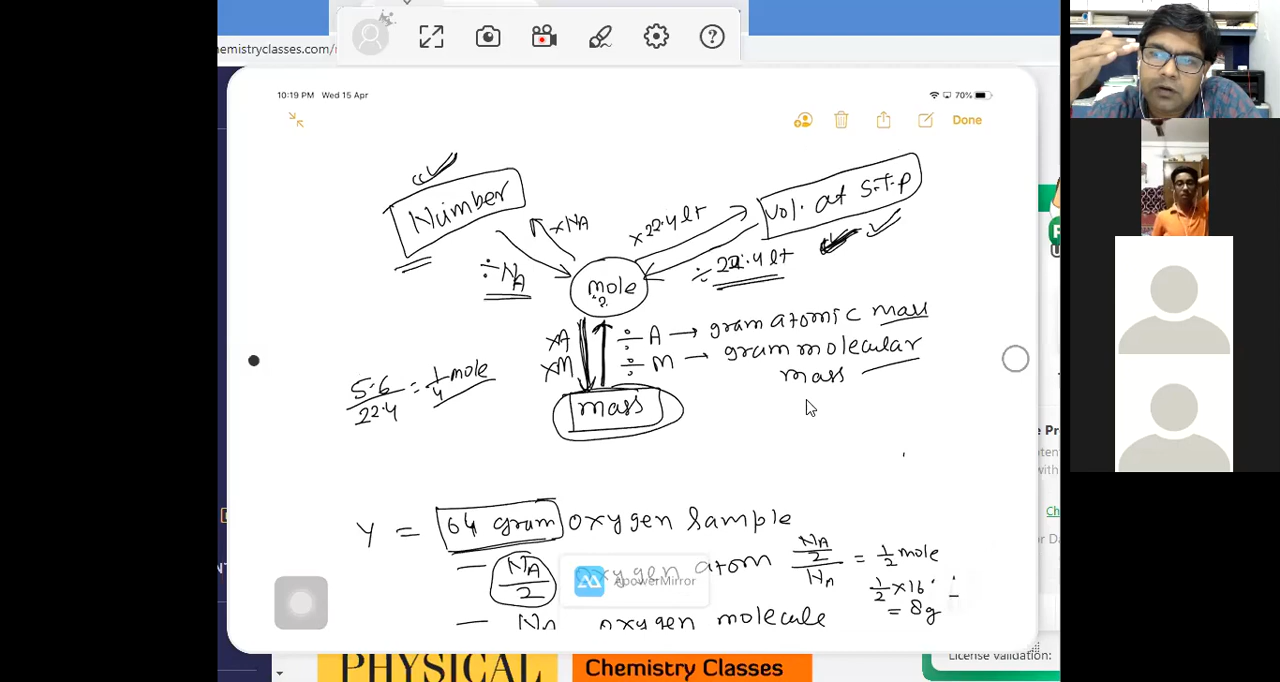 emechemistryclasses.com/
10:19 PM Wed 15 Apr
70%
Done
Number
vol. at S.T.P
×NA
×22.4 lt
÷NA
÷22.4 lt
mole
?
×A
÷ A → gram atomic mass
×M
÷ M → gram molecular
mass
5.6/22.4 = 1/4 mole
mass
Y = 64 gram oxygen sample
— NA/2 oxygen atom
NA/2 / NA = 1/2 mole
ApowerMirror
1/2 × 16
= 8g
oxygen molecule
License validation:
PHYSICAL
Chemistry Classes